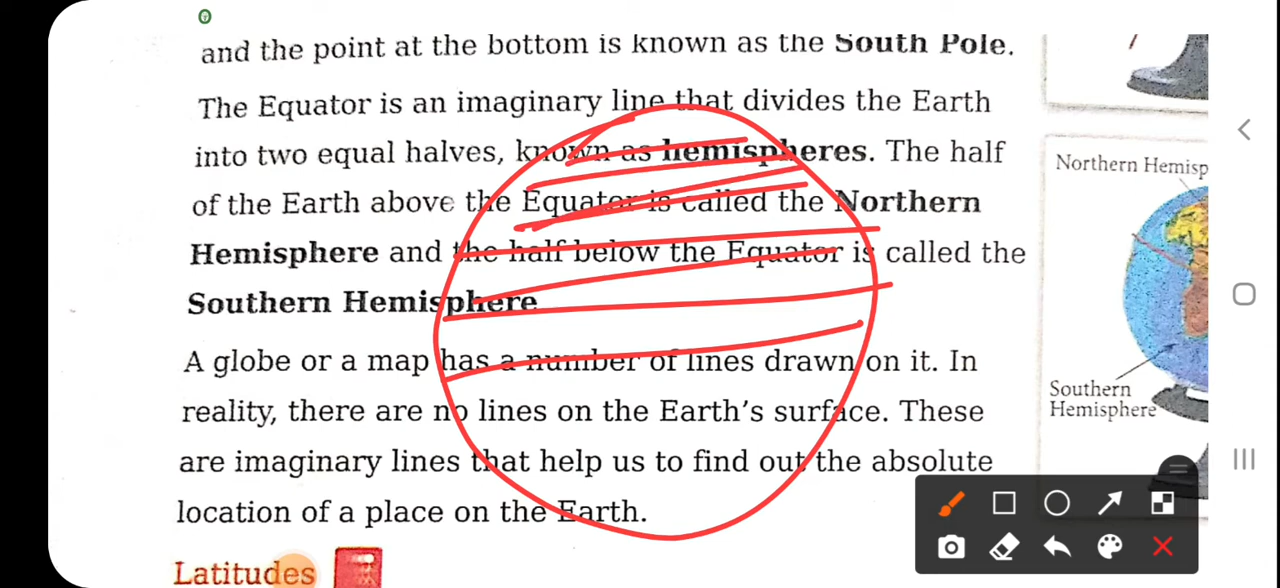 and the point at the bottom is known as the South Pole.
The Equator is an imaginary line that divides the Earth
into two equal halves, known as hemispheres. The half
of the Earth above the Equator is called the Northern
Hemisphere and the half below the Equator is called the
Southern Hemisphere
A globe or a map has a number of lines drawn on it. In
reality, there are no lines on the Earth's surface. These
are imaginary lines that help us to find out the absolute
location of a place on the Earth.
Latitudes
Northern Hemisp
Southern
Hemisphere